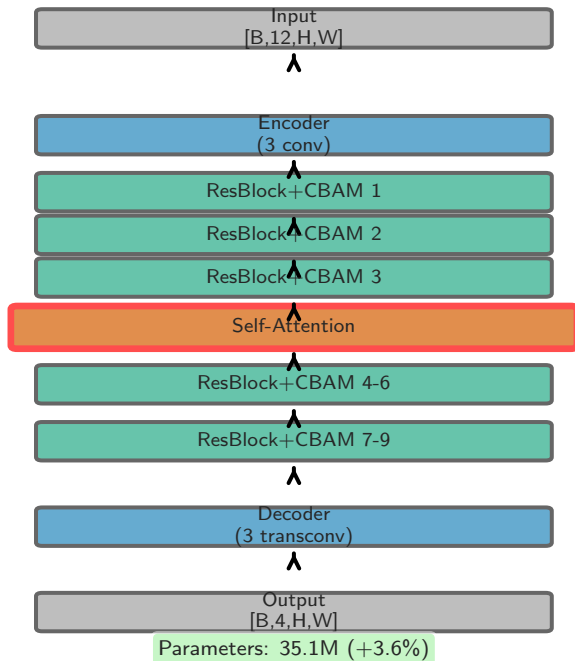 Input
[B,12,H,W]
Encoder
(3 conv)
ResBlock+CBAM 1
ResBlock+CBAM 2
ResBlock+CBAM 3
Self-Attention
ResBlock+CBAM 4-6
ResBlock+CBAM 7-9
Decoder
(3 transconv)
Output
[B,4,H,W]
Parameters: 35.1M (+3.6%)